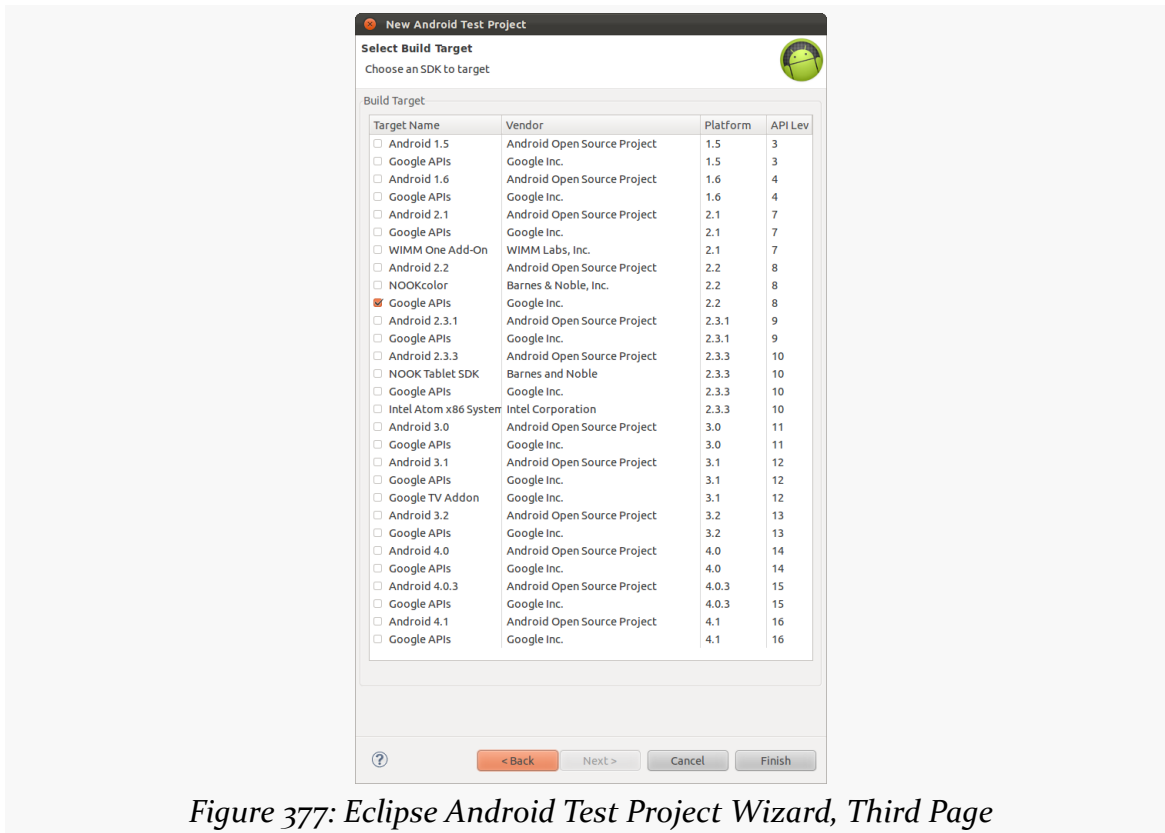 New Android Test Project
Select Build Target
Choose an SDK to target
Build Target
Target Name Vendor Platform API Lev
Android 1.5 Android Open Source Project 1.5 3
Google APIs Google Inc. 1.5 3
Android 1.6 Android Open Source Project 1.6 4
Google APIs Google Inc. 1.6 4
Android 2.1 Android Open Source Project 2.1 7
Google APIs Google Inc. 2.1 7
WIMM One Add-On WIMM Labs, Inc. 2.1 7
Android 2.2 Android Open Source Project 2.2 8
NOOKcolor Barnes & Noble, Inc. 2.2 8
Google APIs Google Inc. 2.2 8
Android 2.3.1 Android Open Source Project 2.3.1 9
Google APIs Google Inc. 2.3.1 9
Android 2.3.3 Android Open Source Project 2.3.3 10
NOOK Tablet SDK Barnes and Noble 2.3.3 10
Google APIs Google Inc. 2.3.3 10
Intel Atom x86 System Intel Corporation 2.3.3 10
Android 3.0 Android Open Source Project 3.0 11
Google APIs Google Inc. 3.0 11
Android 3.1 Android Open Source Project 3.1 12
Google APIs Google Inc. 3.1 12
Google TV Addon Google Inc. 3.1 12
Android 3.2 Android Open Source Project 3.2 13
Google APIs Google Inc. 3.2 13
Android 4.0 Android Open Source Project 4.0 14
Google APIs Google Inc. 4.0 14
Android 4.0.3 Android Open Source Project 4.0.3 15
Google APIs Google Inc. 4.0.3 15
Android 4.1 Android Open Source Project 4.1 16
Google APIs Google Inc. 4.1 16
? < Back Next > Cancel Finish
Figure 377: Eclipse Android Test Project Wizard, Third Page